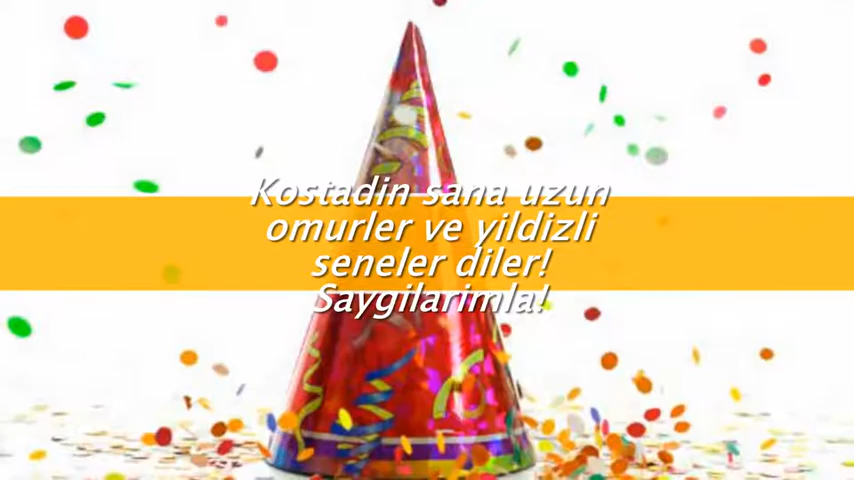 Kostadin sana uzun
omurler ve yildizli
seneler diler!
Saygilarimla!